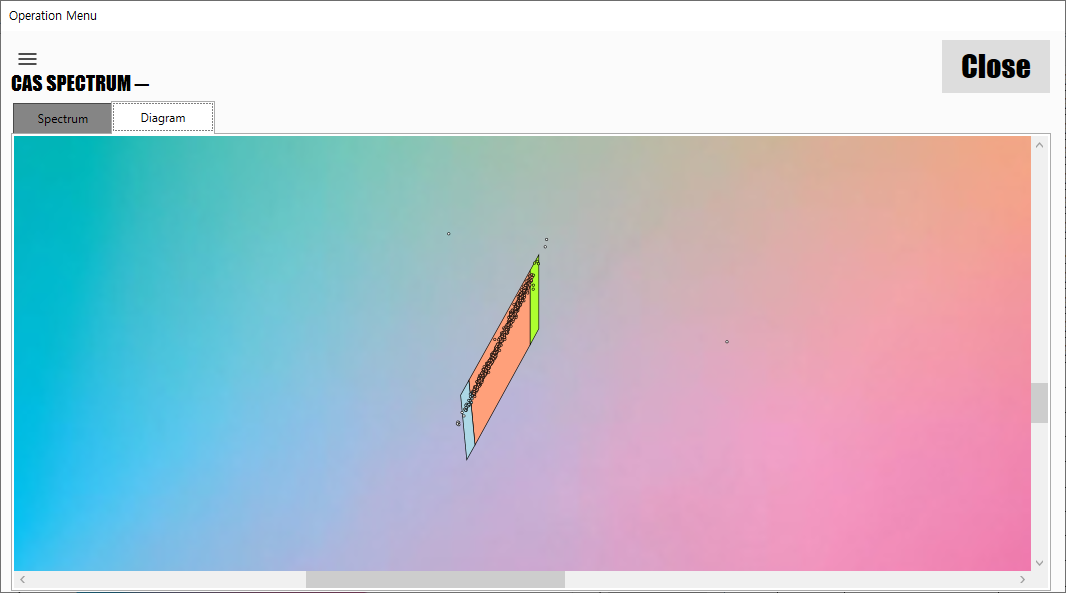 Operation Menu
CAS SPECTRUM —
Close
Spectrum
Diagram